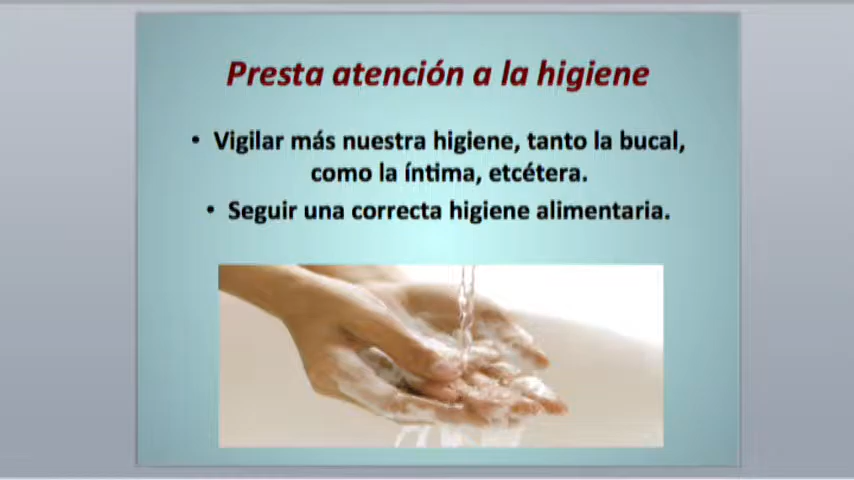 Presta atención a la higiene
• Vigilar más nuestra higiene, tanto la bucal,
como la íntima, etcétera.
• Seguir una correcta higiene alimentaria.